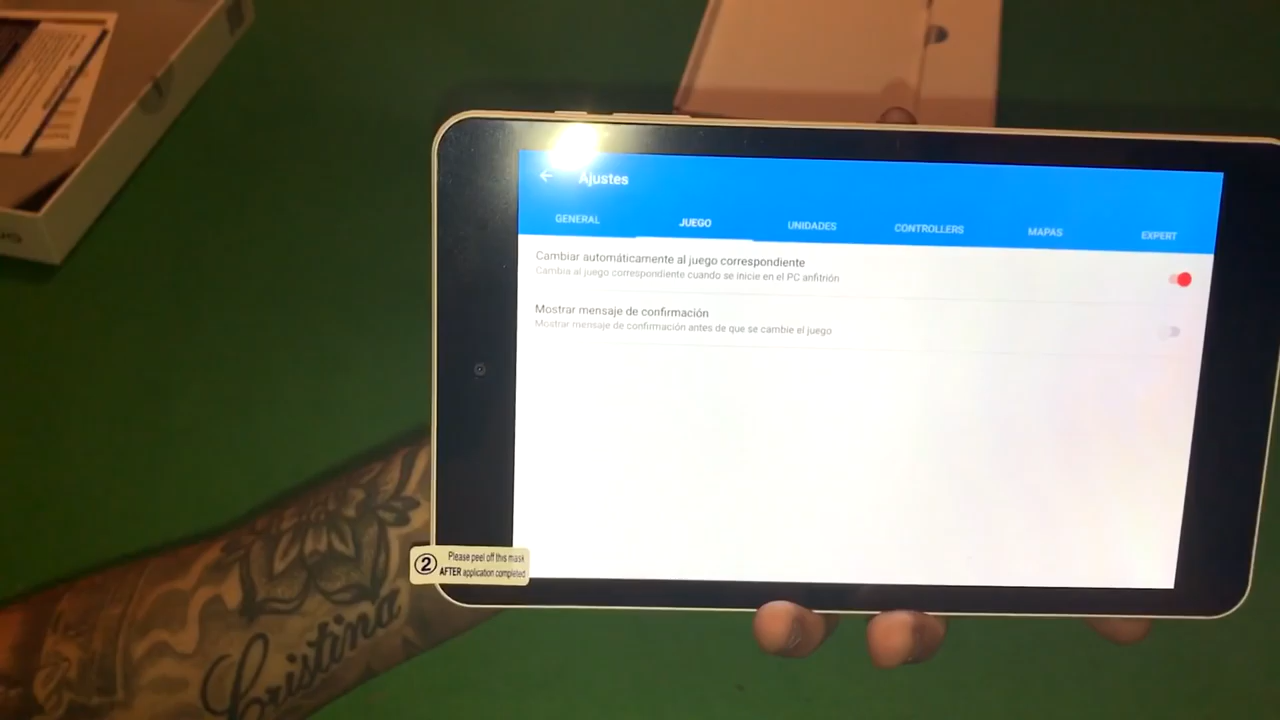 Ajustes
GENERAL
JUEGO
UNIDADES
CONTROLLERS
MAPAS
EXPERT
Cambiar automáticamente al juego correspondiente
Cambia al juego correspondiente cuando se inicie en el PC anfitrión
Mostrar mensaje de confirmación
Mostrar mensaje de confirmación antes de que se cambie el juego
2
Please peel off this mask
AFTER application completed
Cristina